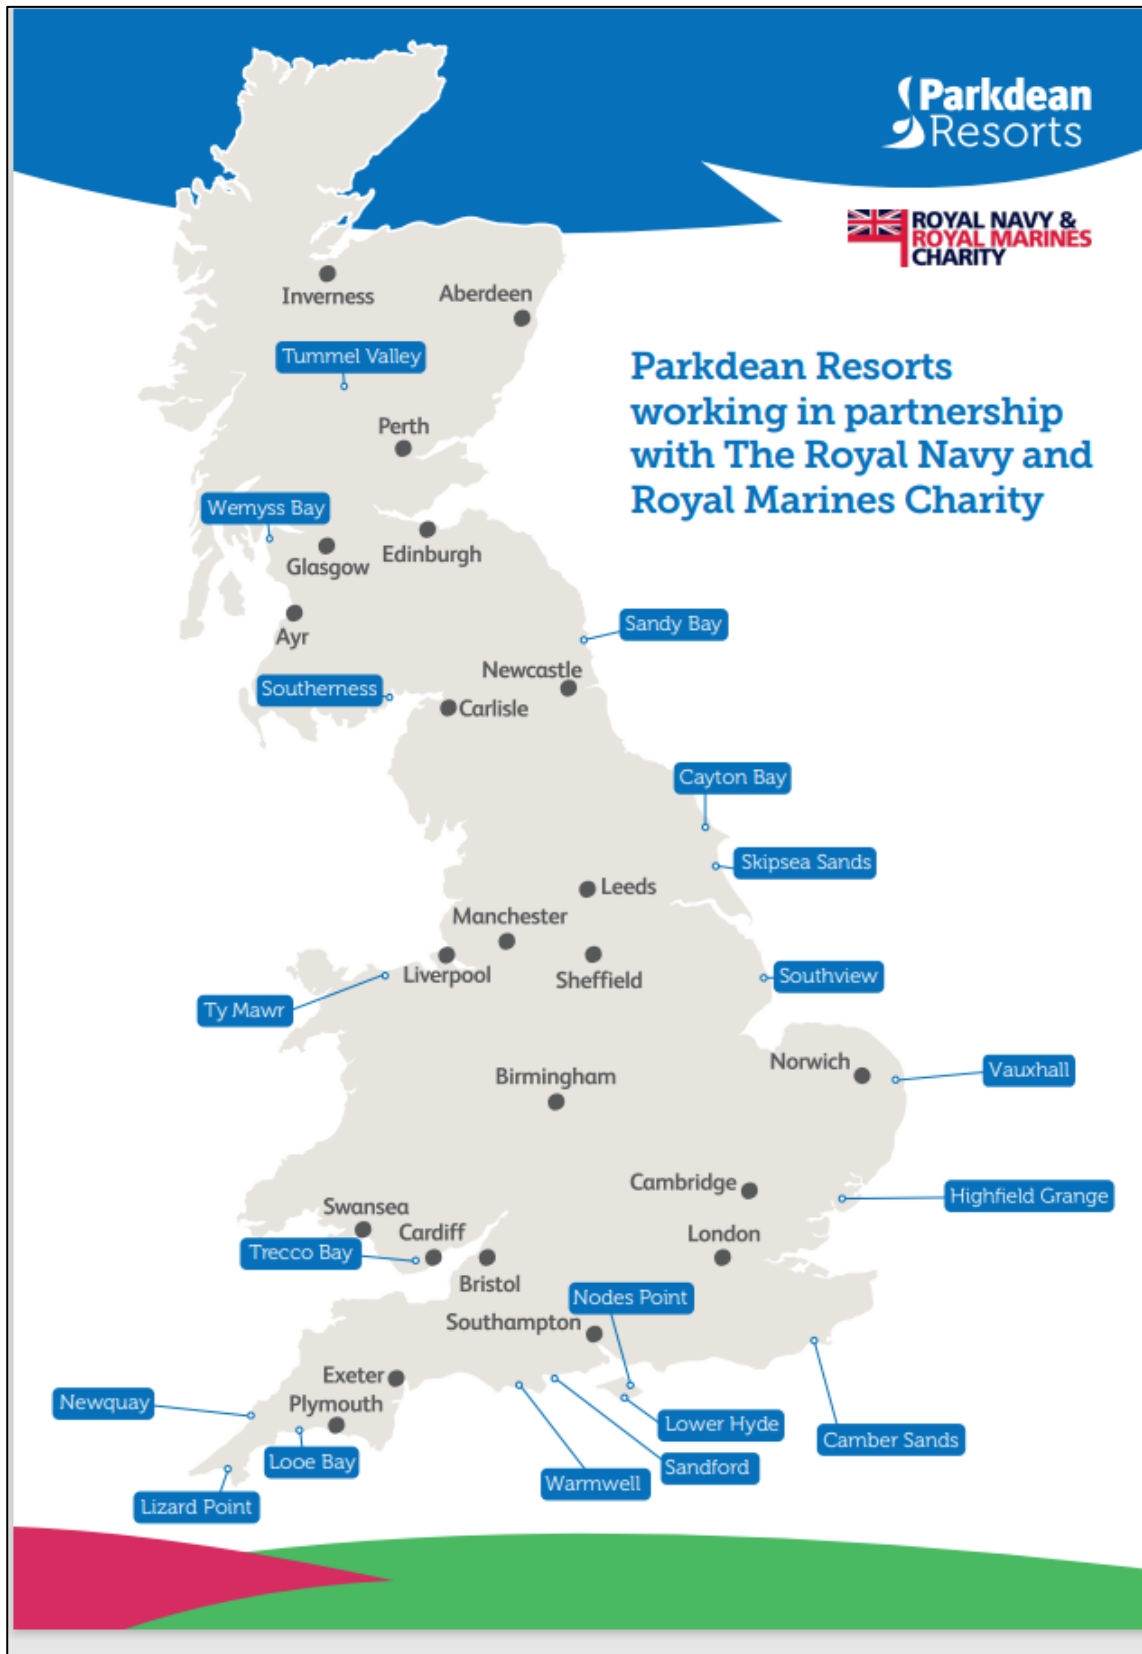 Parkdean
Resorts
ROYAL NAVY &
ROYAL MARINES
CHARITY
Inverness
Aberdeen
Tummel Valley
Parkdean Resorts
working in partnership
with The Royal Navy and
Royal Marines Charity
Perth
Wemyss Bay
Edinburgh
Glasgow
Ayr
Sandy Bay
Newcastle
Southerness
Carlisle
Cayton Bay
Skipsea Sands
Leeds
Manchester
Liverpool
Sheffield
Southview
Ty Mawr
Norwich
Vauxhall
Birmingham
Cambridge
Highfield Grange
Swansea
Cardiff
London
Trecco Bay
Bristol
Nodes Point
Southampton
Exeter
Newquay
Plymouth
Lower Hyde
Camber Sands
Looe Bay
Sandford
Warmwell
Lizard Point